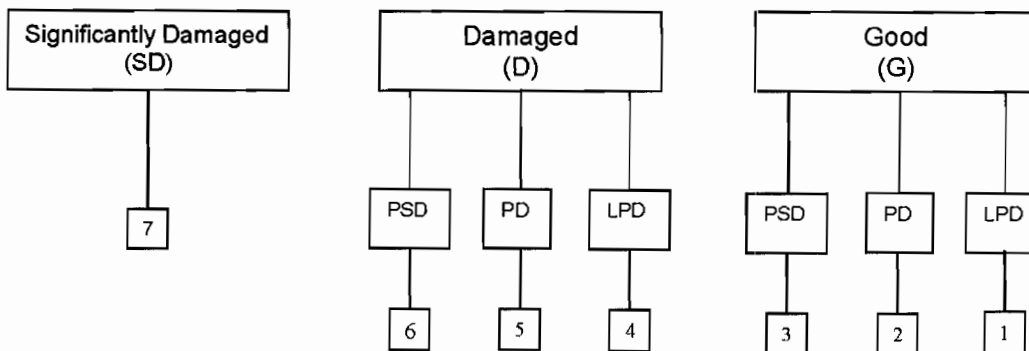 Significantly Damaged
(SD)
Damaged
(D)
Good
(G)
PSD
PD
LPD
PSD
PD
LPD
7
6
5
4
3
2
1